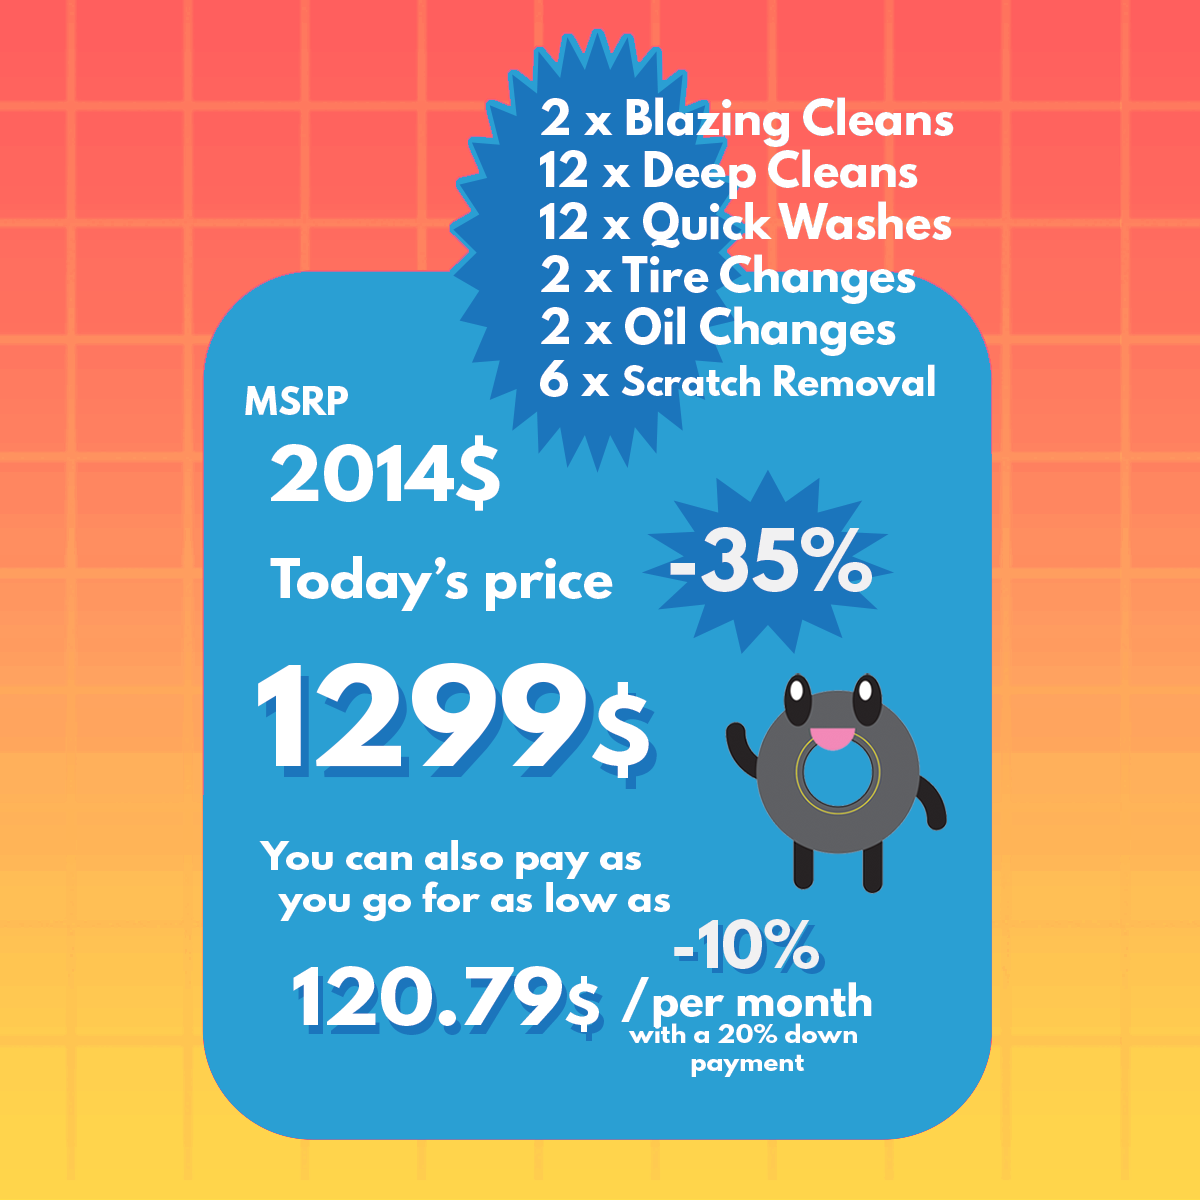 2 x Blazing Cleans
12 x Deep Cleans
12 x Quick Washes
2 x Tire Changes
2 x Oil Changes
6 x Scratch Removal
MSRP
2014$
Today's price
-35%
1299$
You can also pay as
you go for as low as
-10%
120.79$ /per month
with a 20% down
payment